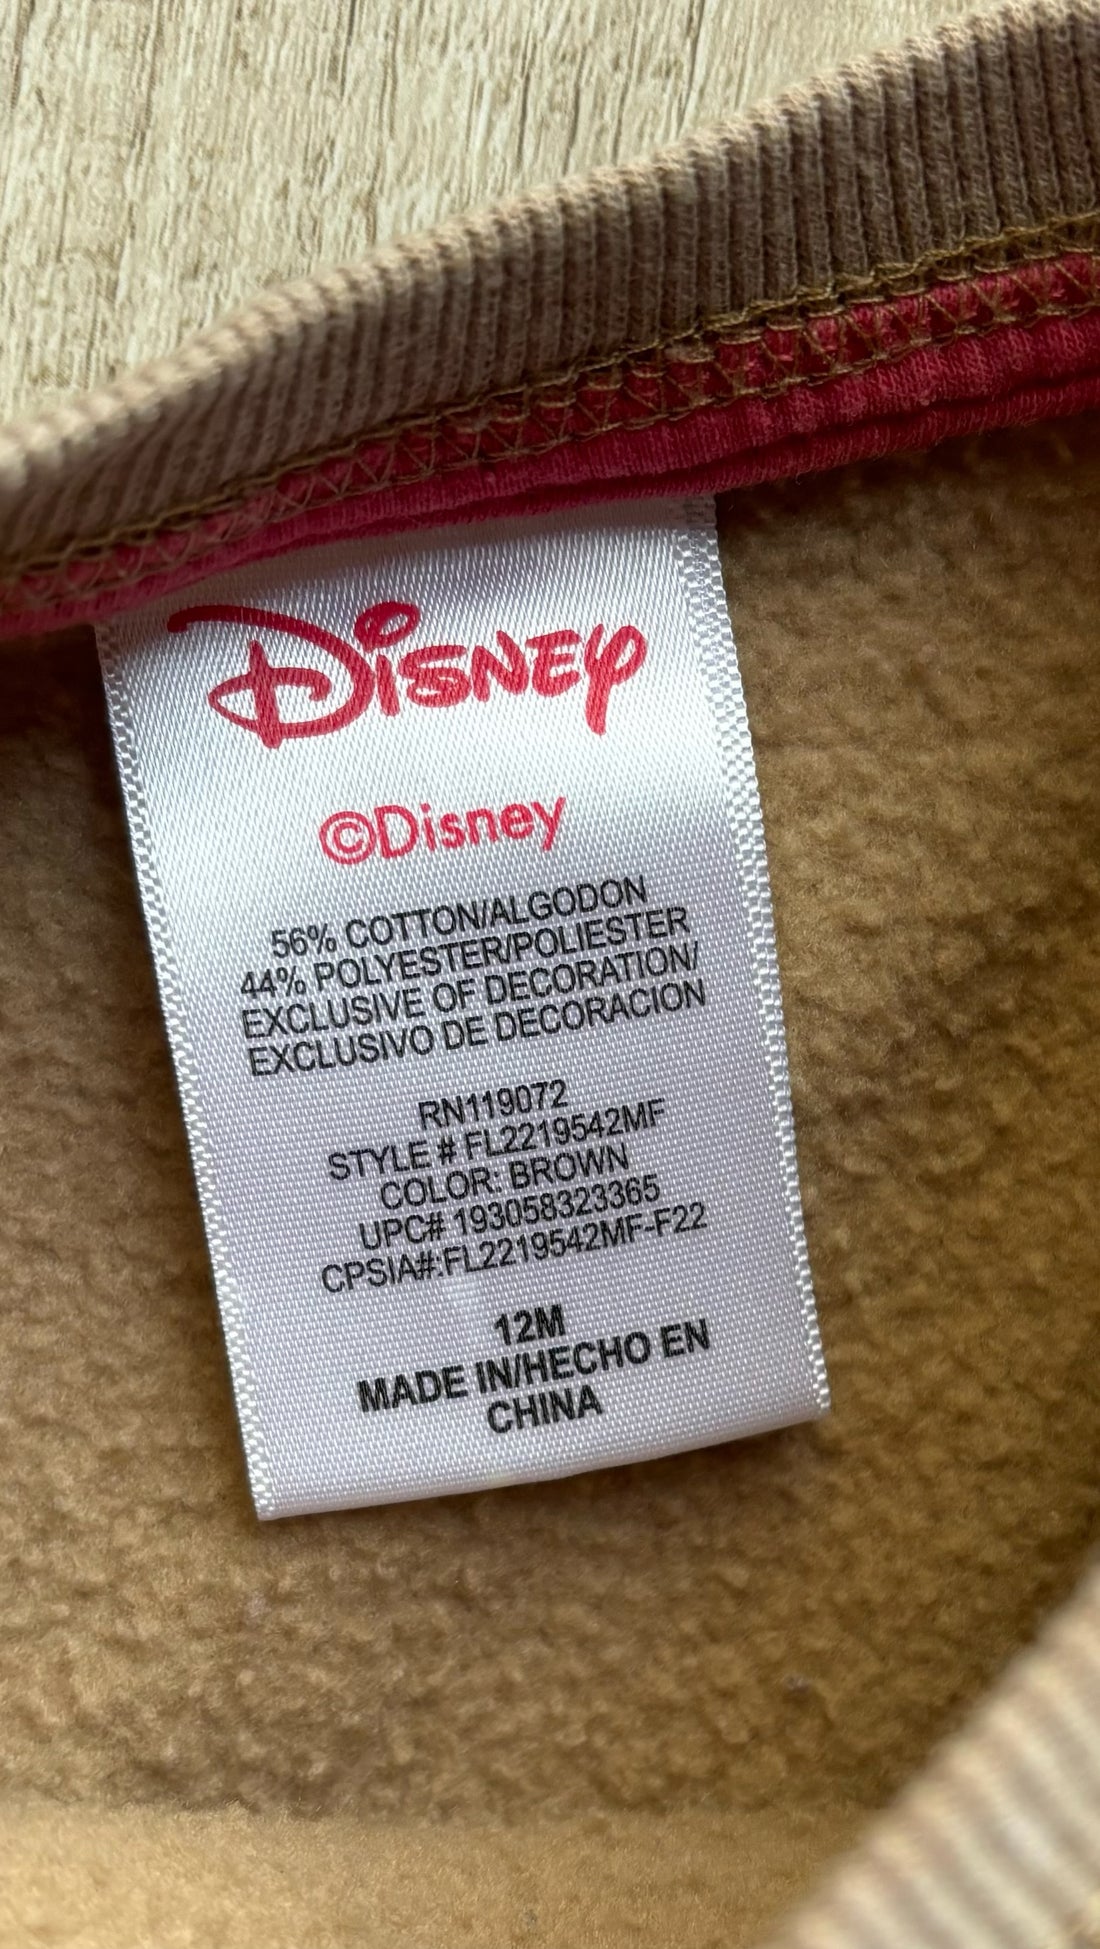 Disney
©Disney
56% COTTON/ALGODON
44% POLYESTER/POLIESTER
EXCLUSIVE OF DECORATION/
EXCLUSIVO DE DECORACION
RN119072
STYLE # FL2219542MF
COLOR: BROWN
UPC# 193058323365
CPSIA#:FL2219542MF-F22
12M
MADE IN/HECHO EN
CHINA